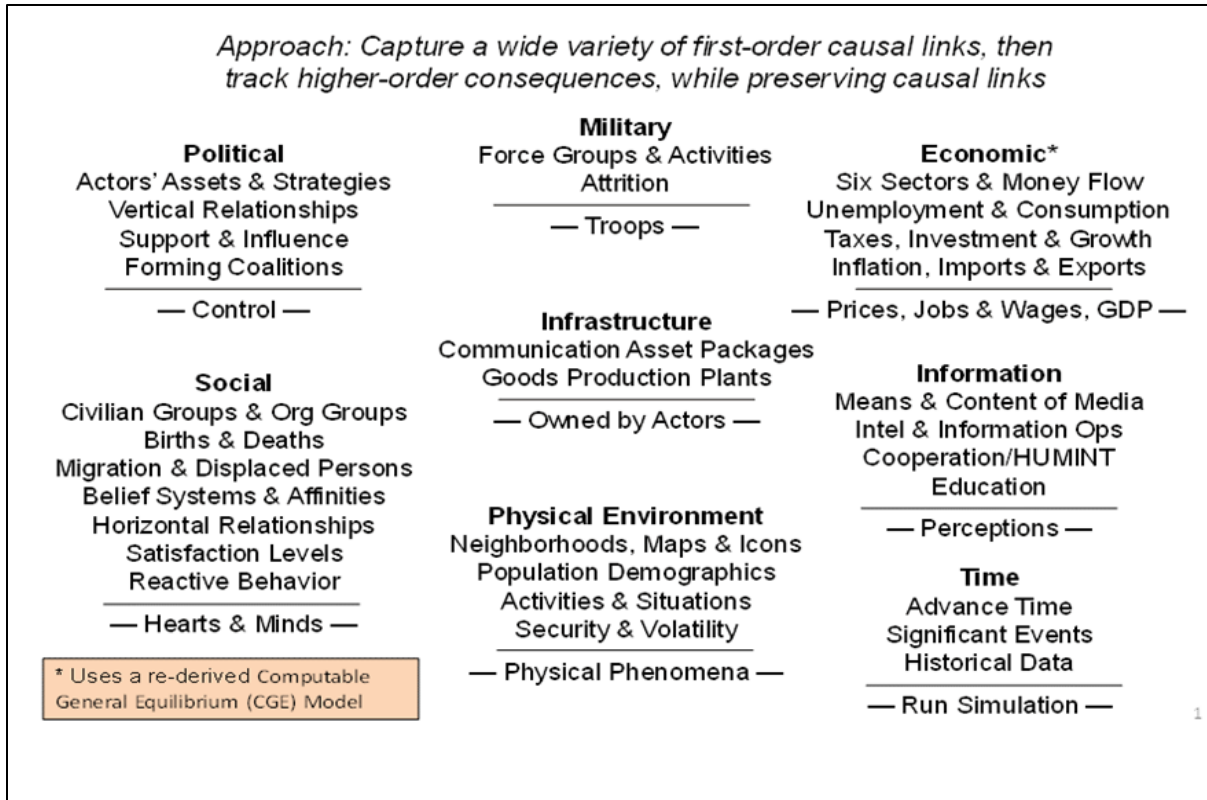 Approach: Capture a wide variety of first-order causal links, then
track higher-order consequences, while preserving causal links
Political
Actors' Assets & Strategies
Vertical Relationships
Support & Influence
Forming Coalitions
— Control —
Social
Civilian Groups & Org Groups
Births & Deaths
Migration & Displaced Persons
Belief Systems & Affinities
Horizontal Relationships
Satisfaction Levels
Reactive Behavior
— Hearts & Minds —
* Uses a re-derived Computable
General Equilibrium (CGE) Model
Military
Force Groups & Activities
Attrition
— Troops —
Infrastructure
Communication Asset Packages
Goods Production Plants
— Owned by Actors —
Physical Environment
Neighborhoods, Maps & Icons
Population Demographics
Activities & Situations
Security & Volatility
— Physical Phenomena —
Economic*
Six Sectors & Money Flow
Unemployment & Consumption
Taxes, Investment & Growth
Inflation, Imports & Exports
— Prices, Jobs & Wages, GDP —
Information
Means & Content of Media
Intel & Information Ops
Cooperation/HUMINT
Education
— Perceptions —
Time
Advance Time
Significant Events
Historical Data
— Run Simulation —
1